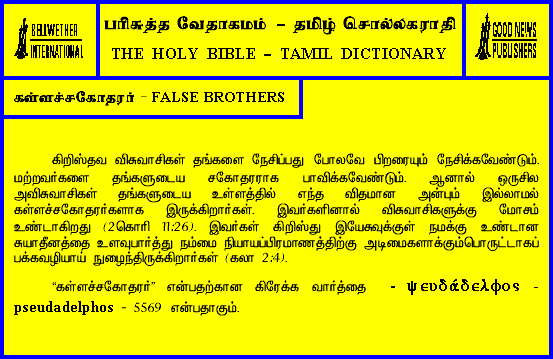 BELLWETHER
INTERNATIONAL
பரிசுத்த வேதாகமம் – தமிழ் சொல்லகராதி
THE HOLY BIBLE – TAMIL DICTIONARY
GOOD NEWS
PUBLISHERS
கள்ளச்சகோதரர் – FALSE BROTHERS
கிறிஸ்தவ விசுவாசிகள் தங்களை நேசிப்பது போலவே பிறரையும் நேசிக்கவேண்டும்.
மற்றவர்களை தங்களுடைய சகோதரராக பாவிக்கவேண்டும். ஆனால் ஒருசில
அவிசுவாசிகள் தங்களுடைய உள்ளத்தில் எந்த விதமான அன்பும் இல்லாமல்
கள்ளச்சகோதரர்களாக இருக்கிறார்கள். இவர்களினால் விசுவாசிகளுக்கு மோசம்
உண்டாகிறது (2கொரி 11:26). இவர்கள் கிறிஸ்து இயேசுவுக்குள் நமக்கு உண்டான
சுயாதீனத்தை உளவுபார்த்து நம்மை நியாயப்பிரமாணத்திற்கு அடிமைகளாக்கும்பொருட்டாகப்
பக்கவழியாய் நுழைந்திருக்கிறார்கள் (கலா 2:4).
“கள்ளச்சகோதரர்” என்பதற்கான கிரேக்க வார்த்தை - ψευδάδελφος -
pseudadelphos - 5569 என்பதாகும்.